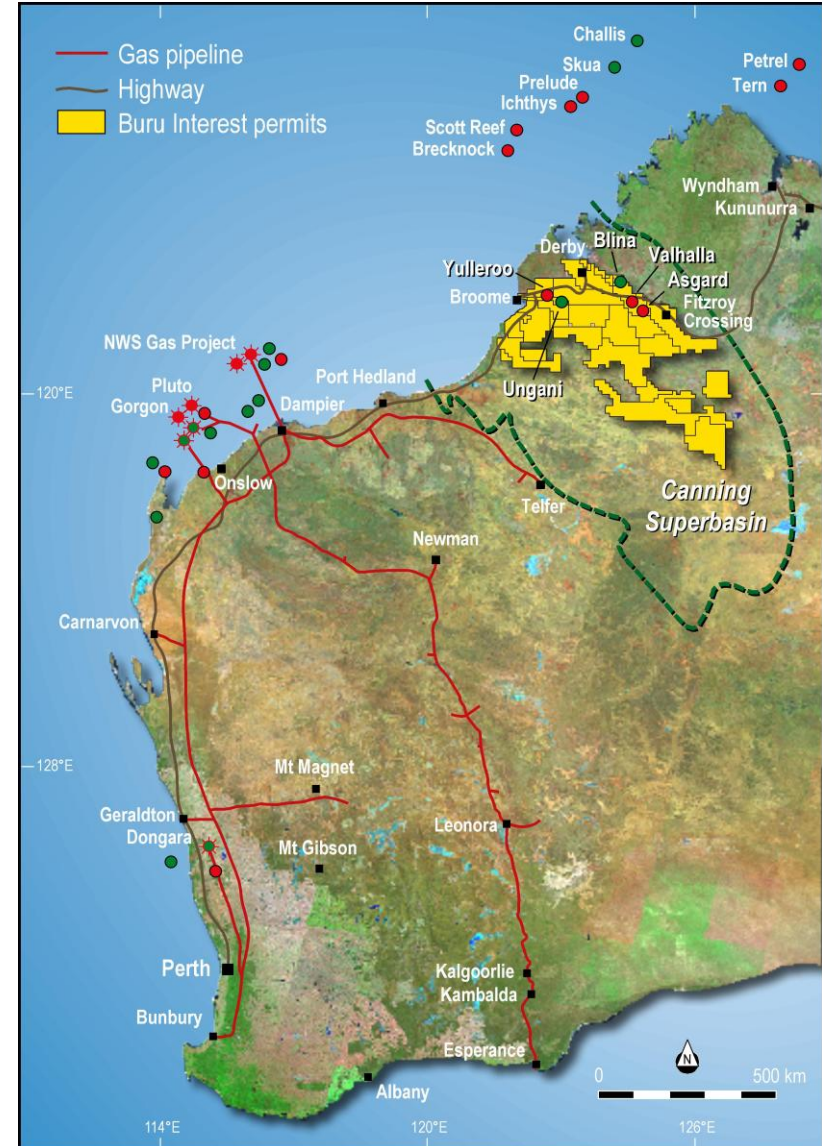 Gas pipeline
Highway
Buru Interest permits
Challis
Skua
Prelude
Ichthys
Petrel
Tern
Scott Reef
Brecknock
Wyndham
Kununurra
Derby
Blina
Yulleroo
Valhalla
Broome
Asgard
Fitzroy
Crossing
NWS Gas Project
Ungani
Pluto
Port Hedland
120°E
Gorgon
Dampier
Onslow
Telfer
Canning
Superbasin
Newman
Carnarvon
128°E
Mt Magnet
Geraldton
Dongara
Leonora
Mt Gibson
Perth
Kalgoorlie
Kambalda
Bunbury
Esperance
N
0 500 km
Albany
114°E 120°E 126°E